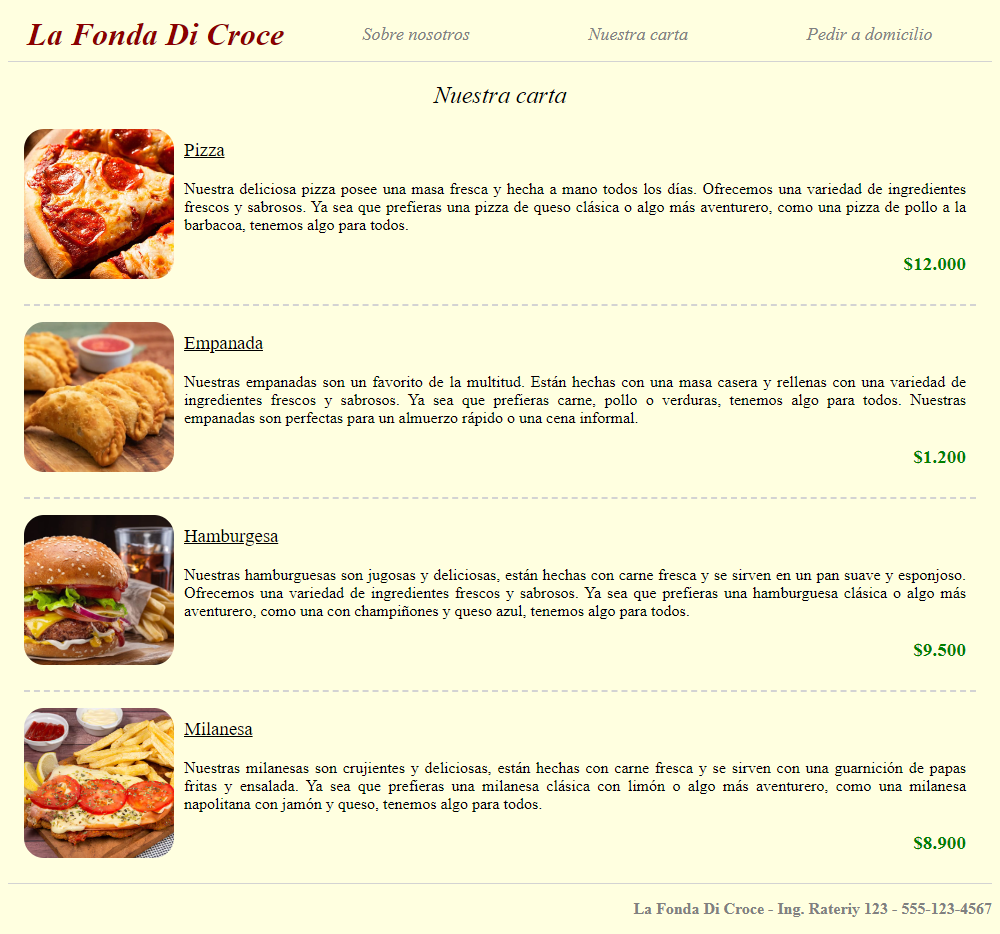 La Fonda Di Croce
Sobre nosotros
Nuestra carta
Pedir a domicilio
Nuestra carta
Pizza
Nuestra deliciosa pizza posee una masa fresca y hecha a mano todos los días. Ofrecemos una variedad de ingredientes
frescos y sabrosos. Ya sea que prefieras una pizza de queso clásica o algo más aventurero, como una pizza de pollo a la
barbacoa, tenemos algo para todos.
$12.000
Empanada
Nuestras empanadas son un favorito de la multitud. Están hechas con una masa casera y rellenas con una variedad de
ingredientes frescos y sabrosos. Ya sea que prefieras carne, pollo o verduras, tenemos algo para todos. Nuestras
empanadas son perfectas para un almuerzo rápido o una cena informal.
$1.200
Hamburgesa
Nuestras hamburguesas son jugosas y deliciosas, están hechas con carne fresca y se sirven en un pan suave y esponjoso.
Ofrecemos una variedad de ingredientes frescos y sabrosos. Ya sea que prefieras una hamburguesa clásica o algo más
aventurero, como una con champiñones y queso azul, tenemos algo para todos.
$9.500
Milanesa
Nuestras milanesas son crujientes y deliciosas, están hechas con carne fresca y se sirven con una guarnición de papas
fritas y ensalada. Ya sea que prefieras una milanesa clásica con limón o algo más aventurero, como una milanesa
napolitana con jamón y queso, tenemos algo para todos.
$8.900
La Fonda Di Croce - Ing. Rateriy 123 - 555-123-4567